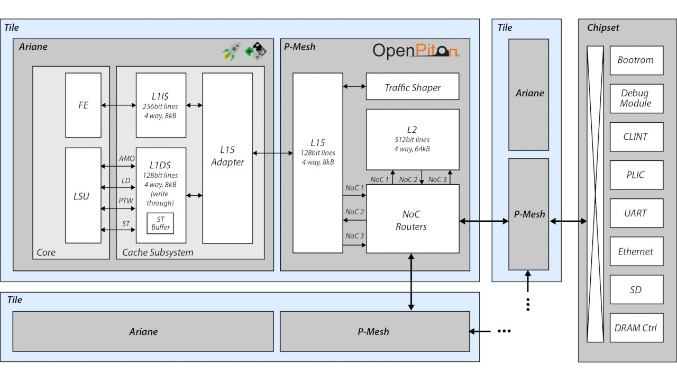 Tile
Ariane
FE
L1IS
256bit lines
4 way, 8kB
LSU
AMO
LD
PTW
ST
L1DS
128bit lines
4 way, 8kB
(write
through)
ST
Buffer
L15
Adapter
Core
Cache Subsystem
P-Mesh
OpenPiton
L15
128bit lines
4 way, 8kB
Traffic Shaper
L2
512bit lines
4 way, 64kB
NoC 1
NoC 2
NoC 3
NoC 1
NoC 2
NoC 3
NoC
Routers
Tile
Ariane
P-Mesh
Chipset
Bootrom
Debug
Module
CLINT
PLIC
UART
Ethernet
SD
DRAM Ctrl
Tile
Ariane
P-Mesh